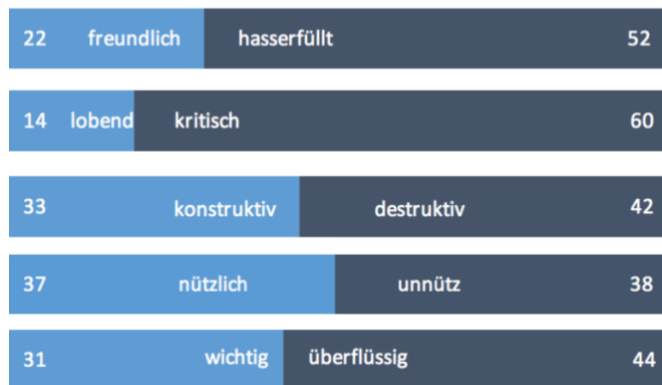 22 freundlich hasserfüllt 52
14 lobend kritisch 60
33 konstruktiv destruktiv 42
37 nützlich unnütz 38
31 wichtig überflüssig 44